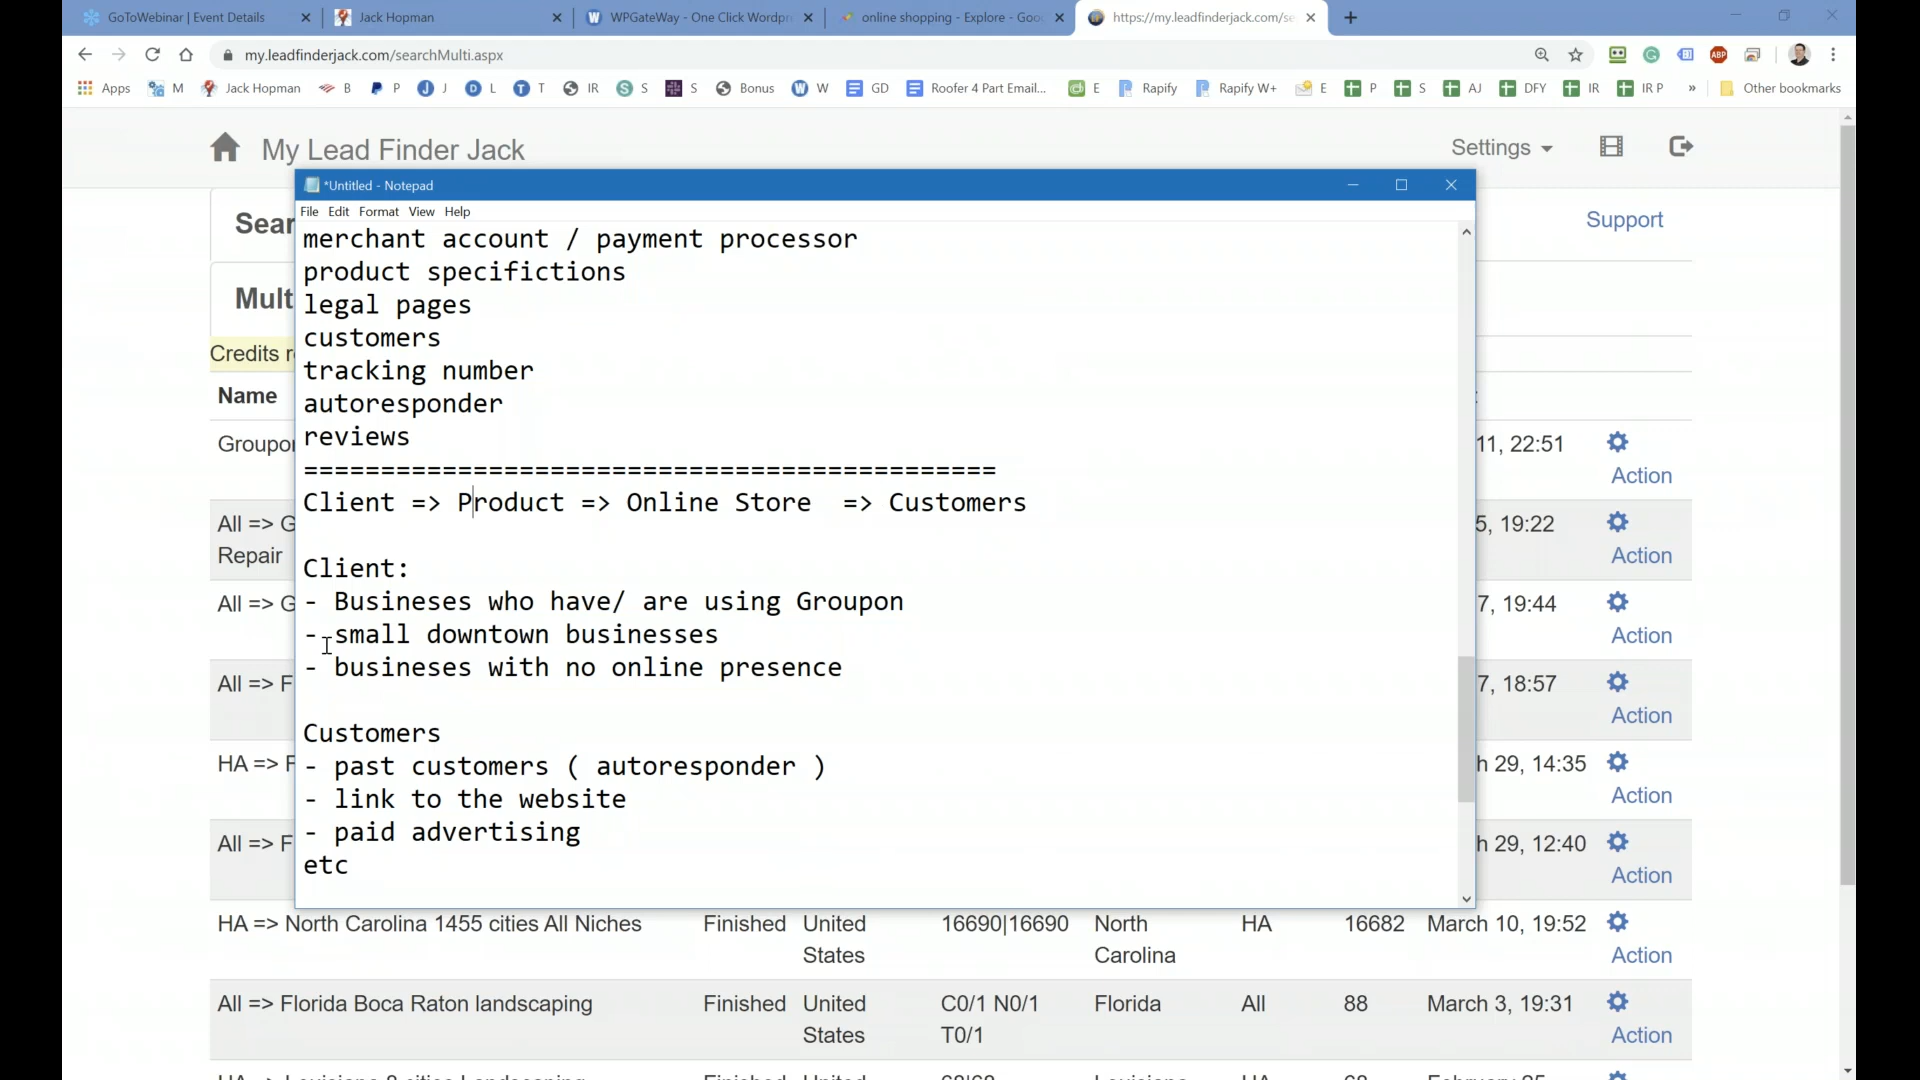 GoToWebinar | Event Details
Jack Hopman
WPGateWay - One Click Wordpr
online shopping - Explore - Goo
https://my.leadfinderjack.com/se
my.leadfinderjack.com/searchMulti.aspx
ABP
Apps M Jack Hopman B P J L T IR S S Bonus W GD Roofer 4 Part Email... E Rapify Rapify W+ E P S AJ DFY IR IR P » Other bookmarks
My Lead Finder Jack
Settings
*Untitled - Notepad
File Edit Format View Help
Sear
Support
Mult
Credits r
Name
merchant account / payment processor
product specifictions
legal pages
customers
tracking number
autoresponder
reviews
=============================================
Client => Product => Online Store  => Customers
Client:
- Busineses who have/ are using Groupon
- small downtown businesses
- busineses with no online presence
Customers
- past customers ( autoresponder )
- link to the website
- paid advertising
etc
Groupon 11, 22:51 Action
All => G Repair 5, 19:22 Action
All => G 7, 19:44 Action
All => F 7, 18:57 Action
HA => F h 29, 14:35 Action
All => F h 29, 12:40 Action
HA => North Carolina 1455 cities All Niches Finished United 16690|16690 North HA 16682 March 10, 19:52
States Carolina Action
All => Florida Boca Raton landscaping Finished United C0/1 N0/1 Florida All 88 March 3, 19:31
States T0/1 Action